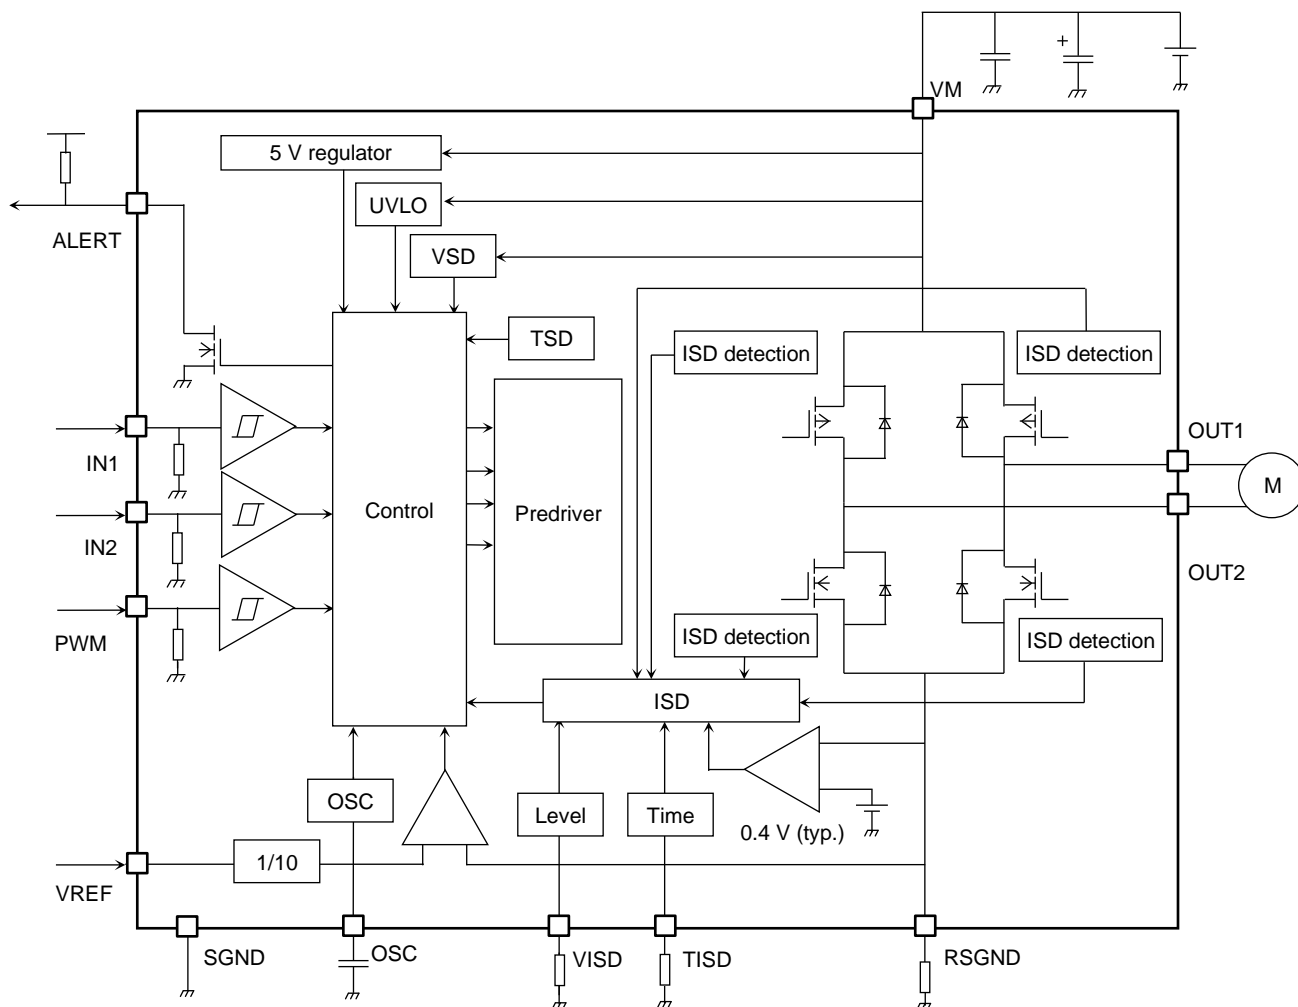 VM
+
5 V regulator
UVLO
ALERT
VSD
TSD
ISD detection
ISD detection
OUT1
IN1
M
Control
Predriver
IN2
OUT2
PWM
ISD detection
ISD detection
ISD
OSC
Level
Time
0.4 V (typ.)
1/10
VREF
SGND
OSC
VISD
TISD
RSGND